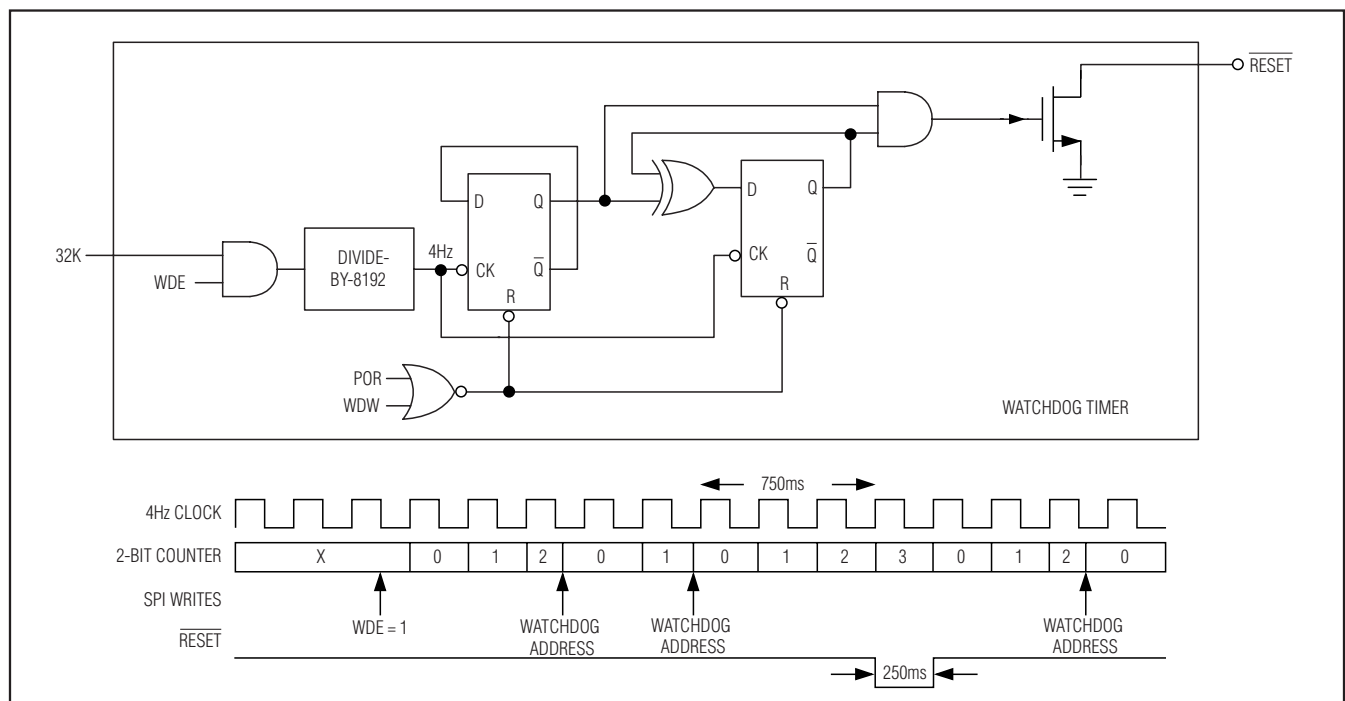 RESET
32K
WDE
DIVIDE-
BY-8192
4Hz
D
Q
CK
Q
R
D
Q
CK
Q
R
POR
WDW
WATCHDOG TIMER
750ms
4Hz CLOCK
2-BIT COUNTER
X 0 1 2 0 1 0 1 2 3 0 1 2 0
SPI WRITES
WDE = 1
WATCHDOG
ADDRESS
WATCHDOG
ADDRESS
WATCHDOG
ADDRESS
RESET
250ms